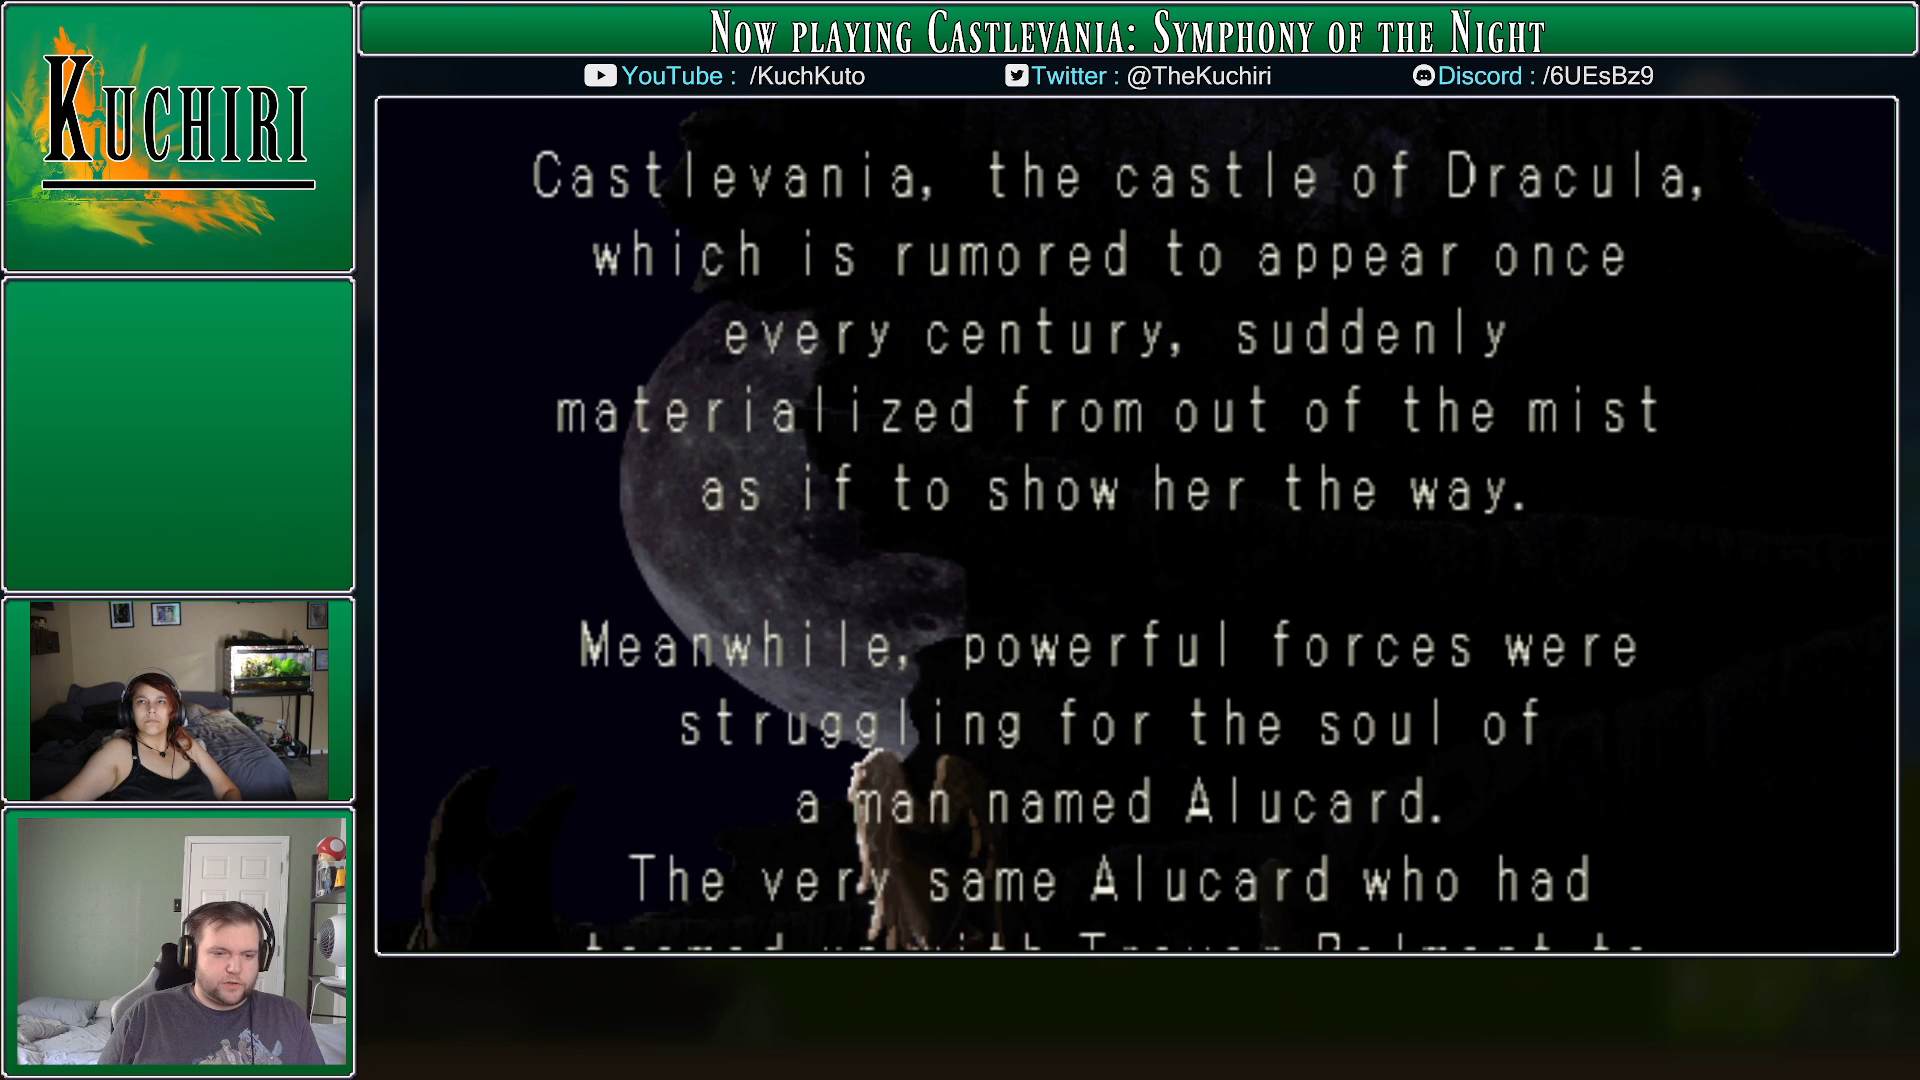 Now playing Castlevania: Symphony of the Night
Kuchiri
YouTube : /KuchKuto
Twitter : @TheKuchiri
Discord : /6UEsBz9
Castlevania, the castle of Dracula,
which is rumored to appear once
every century, suddenly
materialized from out of the mist
as if to show her the way.
Meanwhile, powerful forces were
struggling for the soul of
a man named Alucard.
The very same Alucard who had